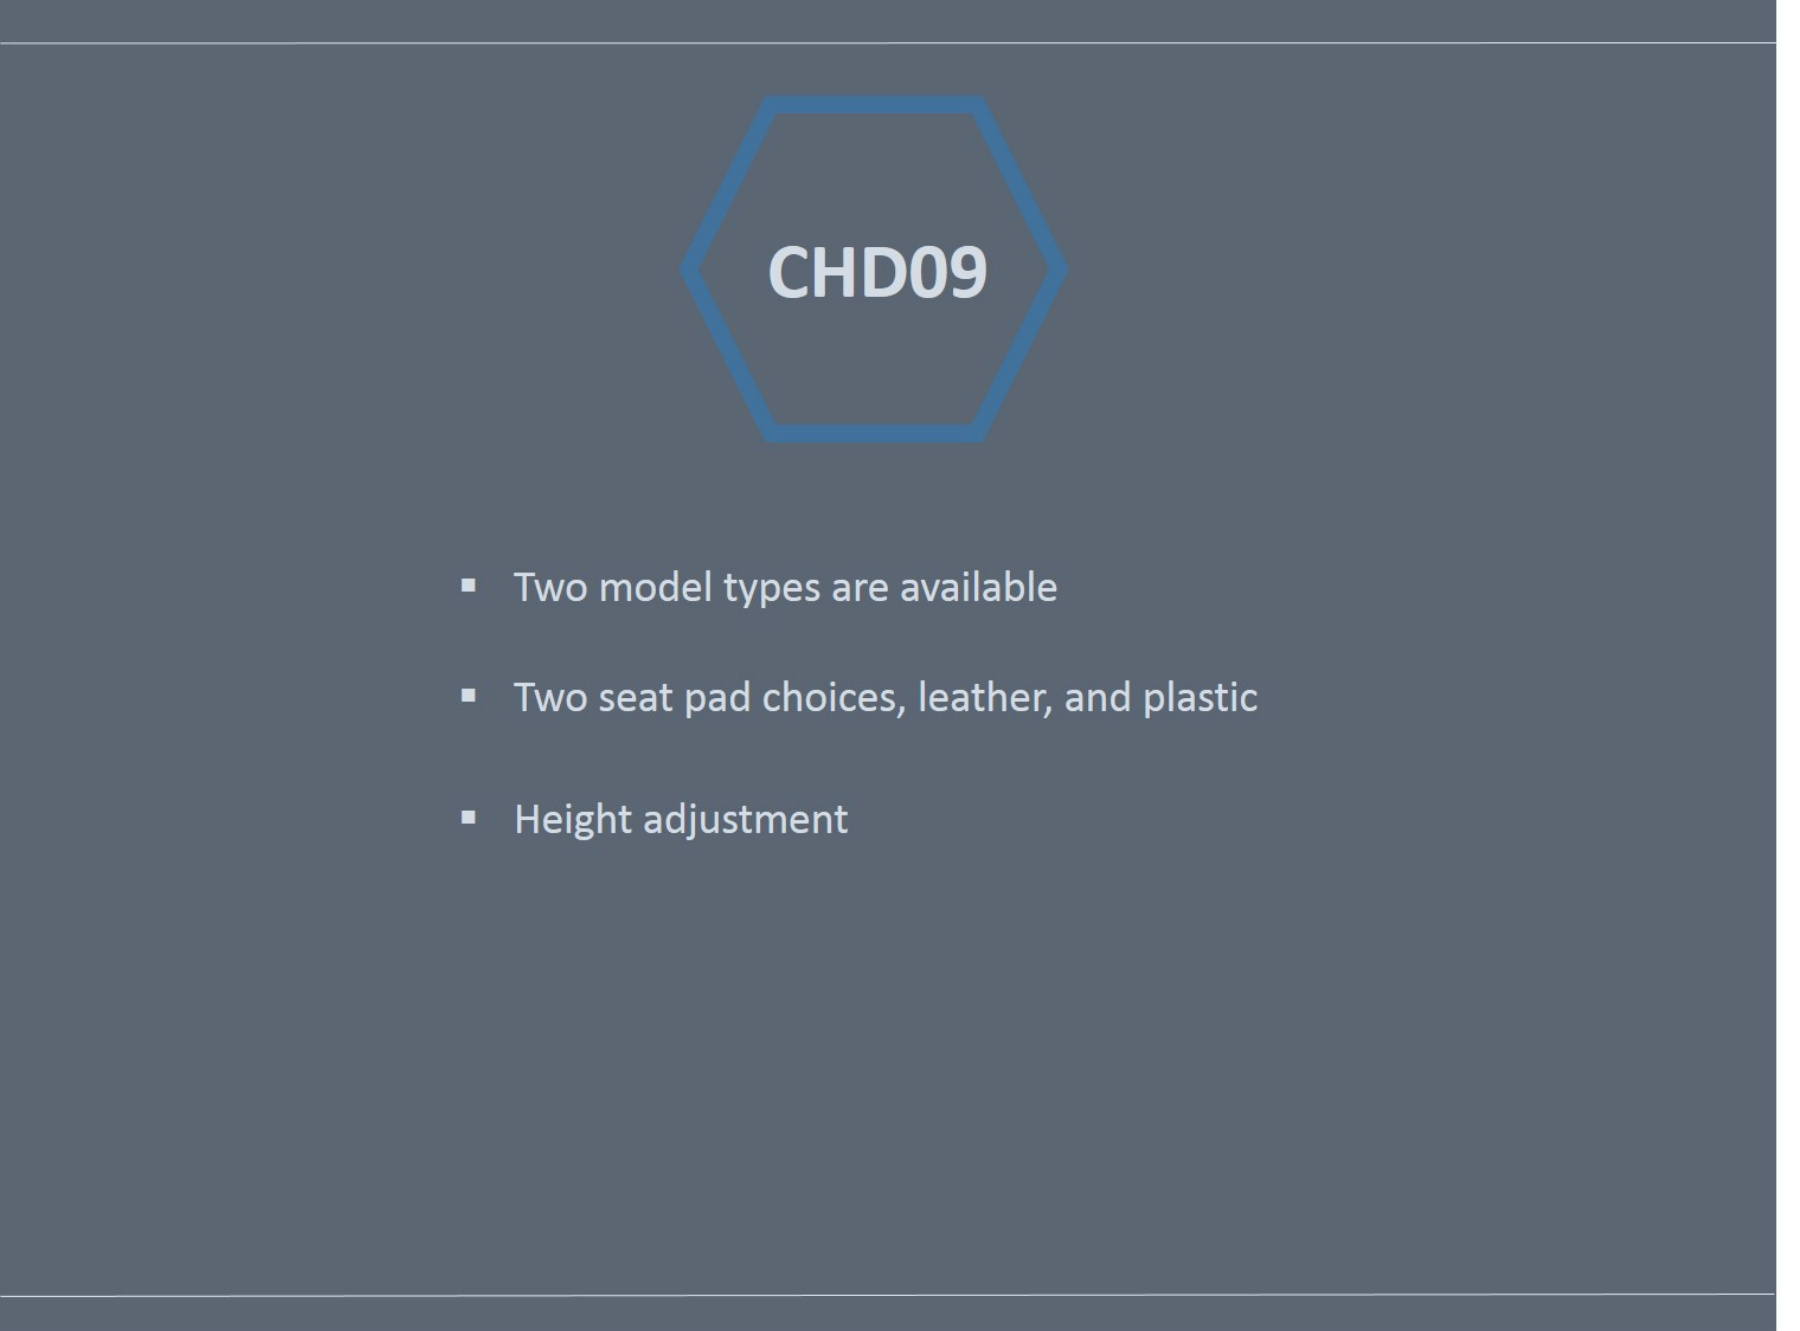 CHD09
▪ Two model types are available
▪ Two seat pad choices, leather, and plastic
▪ Height adjustment